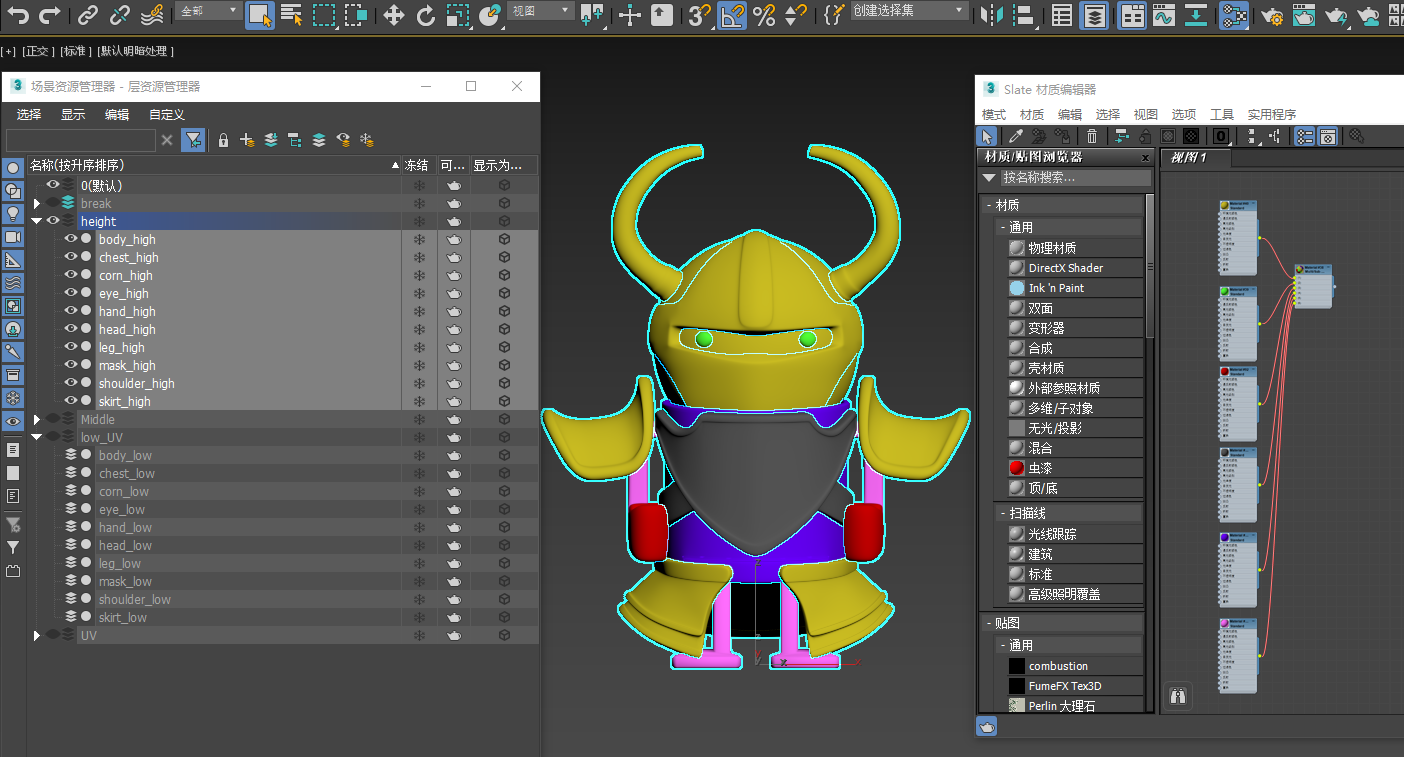 全部
视图
创建选择集
[+] [正交] [标准] [默认明暗处理]
场景资源管理器 - 层资源管理器
选择 显示 编辑 自定义
名称(按升序排序) 冻结 可... 显示为...
0(默认)
break
height
body_high
chest_high
corn_high
eye_high
hand_high
head_high
leg_high
mask_high
shoulder_high
skirt_high
Middle
low_UV
body_low
chest_low
corn_low
eye_low
hand_low
head_low
leg_low
mask_low
shoulder_low
skirt_low
UV
z
z
x
Slate 材质编辑器
模式 材质 编辑 选择 视图 选项 工具 实用程序
材质/贴图浏览器 x
按名称搜索...
- 材质
- 通用
物理材质
DirectX Shader
Ink 'n Paint
双面
变形器
合成
壳材质
外部参照材质
多维/子对象
无光/投影
混合
虫漆
顶/底
- 扫描线
光线跟踪
建筑
标准
高级照明覆盖
- 贴图
- 通用
combustion
FumeFX Tex3D
Perlin 大理石
视图1